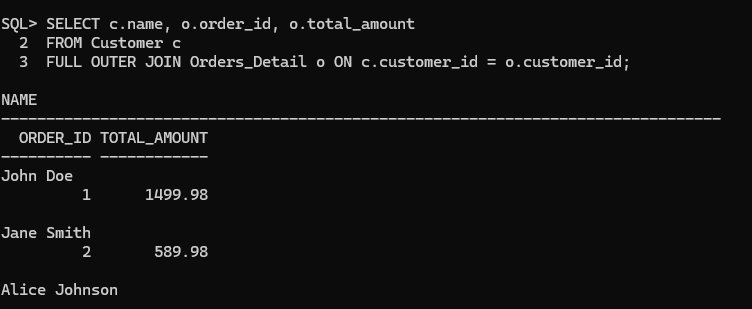 SQL> SELECT c.name, o.order_id, o.total_amount
  2  FROM Customer c
  3  FULL OUTER JOIN Orders_Detail o ON c.customer_id = o.customer_id;

NAME
--------------------------------------------------------------------------------
  ORDER_ID TOTAL_AMOUNT
---------- ------------
John Doe
         1      1499.98

Jane Smith
         2       589.98

Alice Johnson